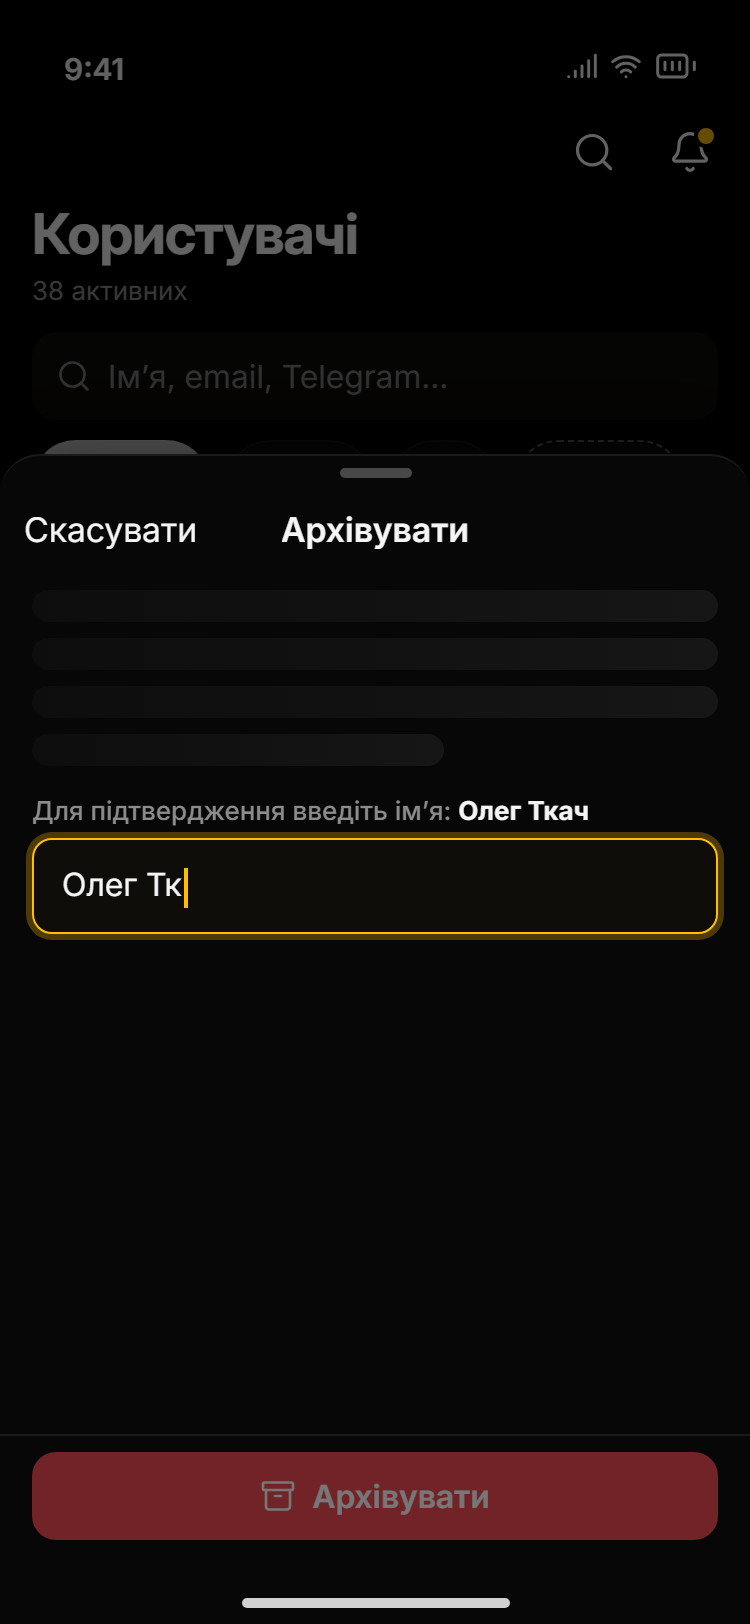 9:41
Користувачі
38 активних
Ім’я, email, Telegram...
Скасувати
Архівувати
Для підтвердження введіть ім’я: Олег Ткач
Олег Тк
Архівувати